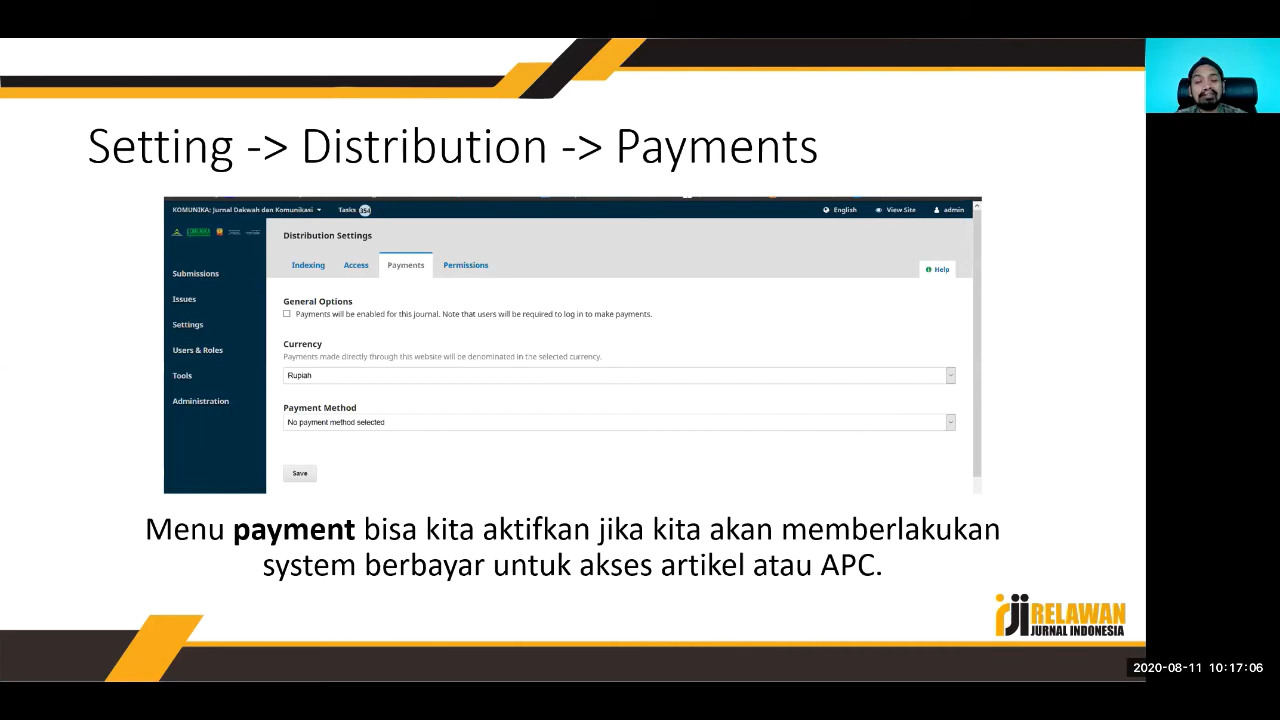 Setting -> Distribution -> Payments
KOMUNIKA: Jurnal Dakwah dan Komunikasi
Tasks 354
English
View Site
admin
Distribution Settings
Indexing
Access
Payments
Permissions
Help
Submissions
Issues
Settings
Users & Roles
Tools
Administration
General Options
Payments will be enabled for this journal. Note that users will be required to log in to make payments.
Currency
Payments made directly through this website will be denominated in the selected currency.
Rupiah
Payment Method
No payment method selected
Save
Menu payment bisa kita aktifkan jika kita akan memberlakukan
system berbayar untuk akses artikel atau APC.
rji RELAWAN
JURNAL INDONESIA
2020-08-11 10:17:06